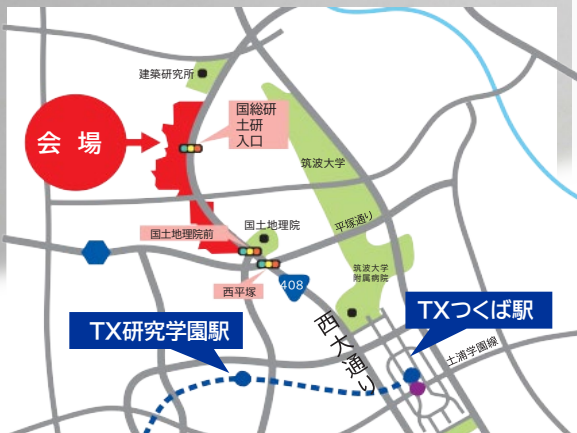 建築研究所
国総研
土研
入口
会場
筑波大学
国土地理院
国土地理院前
平塚通り
西平塚
408
筑波大学
附属病院
西大通り
TXつくば駅
TX研究学園駅
土浦学園線